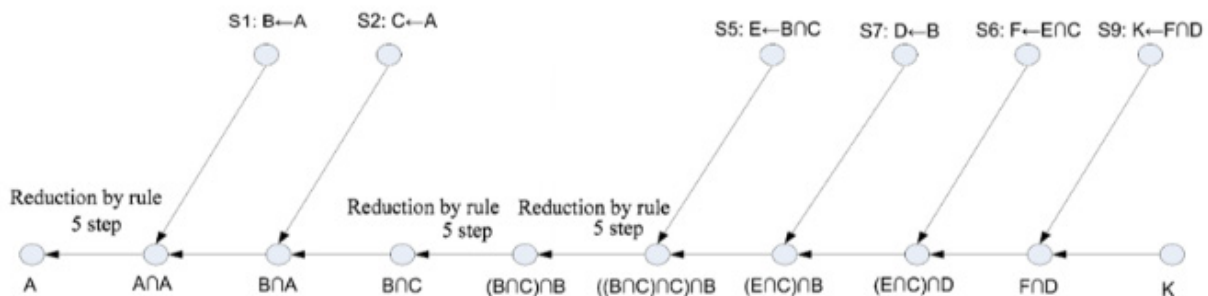 S1: B←A
S2: C←A
S5: E←B∩C
S7: D←B
S6: F←E∩C
S9: K←F∩D
Reduction by rule
5 step
Reduction by rule
5 step
Reduction by rule
5 step
A
A∩A
B∩A
B∩C
(B∩C)∩B
((B∩C)∩C)∩B
(E∩C)∩B
(E∩C)∩D
F∩D
K